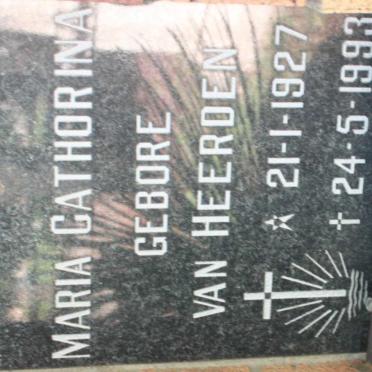 MARIA CATHORINA
GEBORE
VAN HEERDEN
☆ 21-1-1927
✝ 24-5-1993